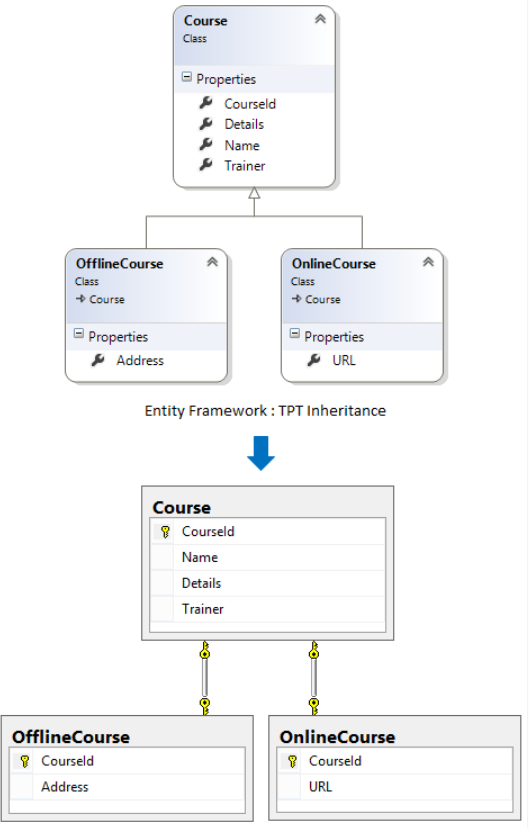 Course
Class
Properties
CourseId
Details
Name
Trainer
OfflineCourse
Class
Course
Properties
Address
OnlineCourse
Class
Course
Properties
URL
Entity Framework : TPT Inheritance
Course
CourseId
Name
Details
Trainer
OfflineCourse
CourseId
Address
OnlineCourse
CourseId
URL